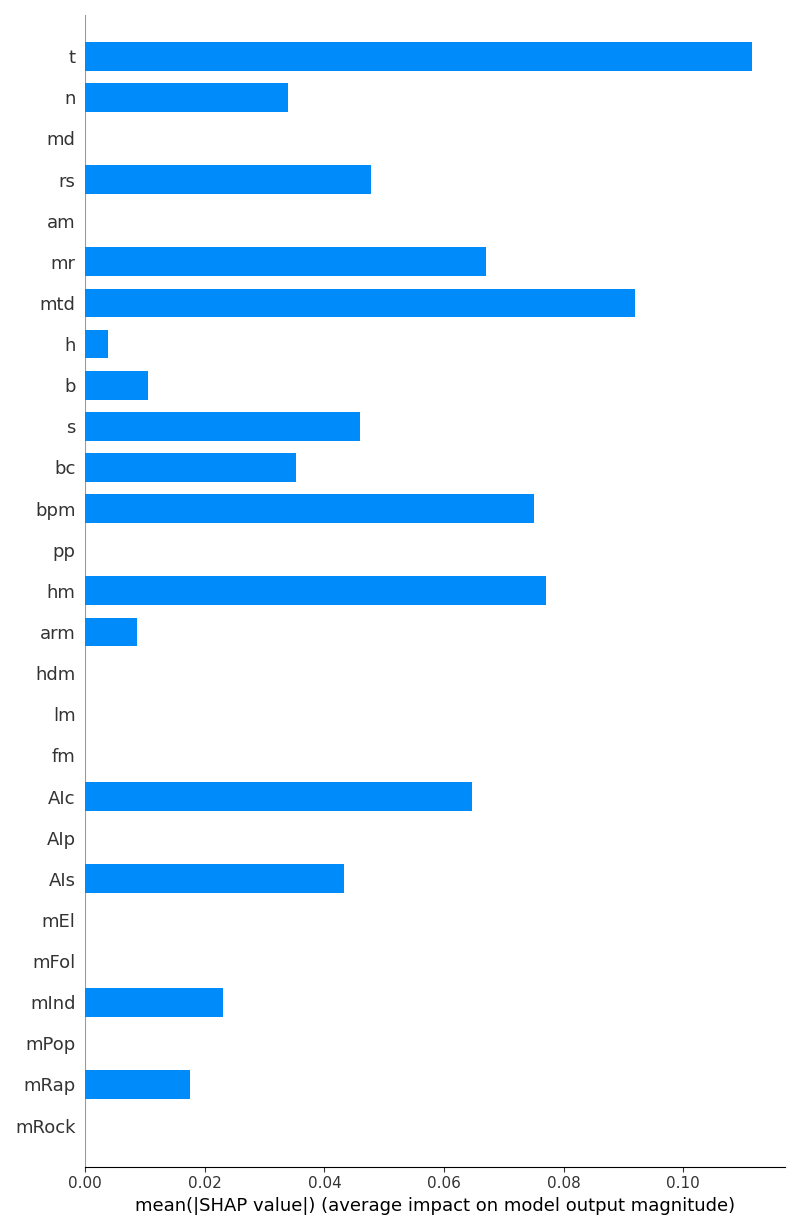 t
n
md
rs
am
mr
mtd
h
b
s
bc
bpm
pp
hm
arm
hdm
lm
fm
AIc
AIp
AIs
mEl
mFol
mInd
mPop
mRap
mRock
0.00 0.02 0.04 0.06 0.08 0.10
mean(|SHAP value|) (average impact on model output magnitude)